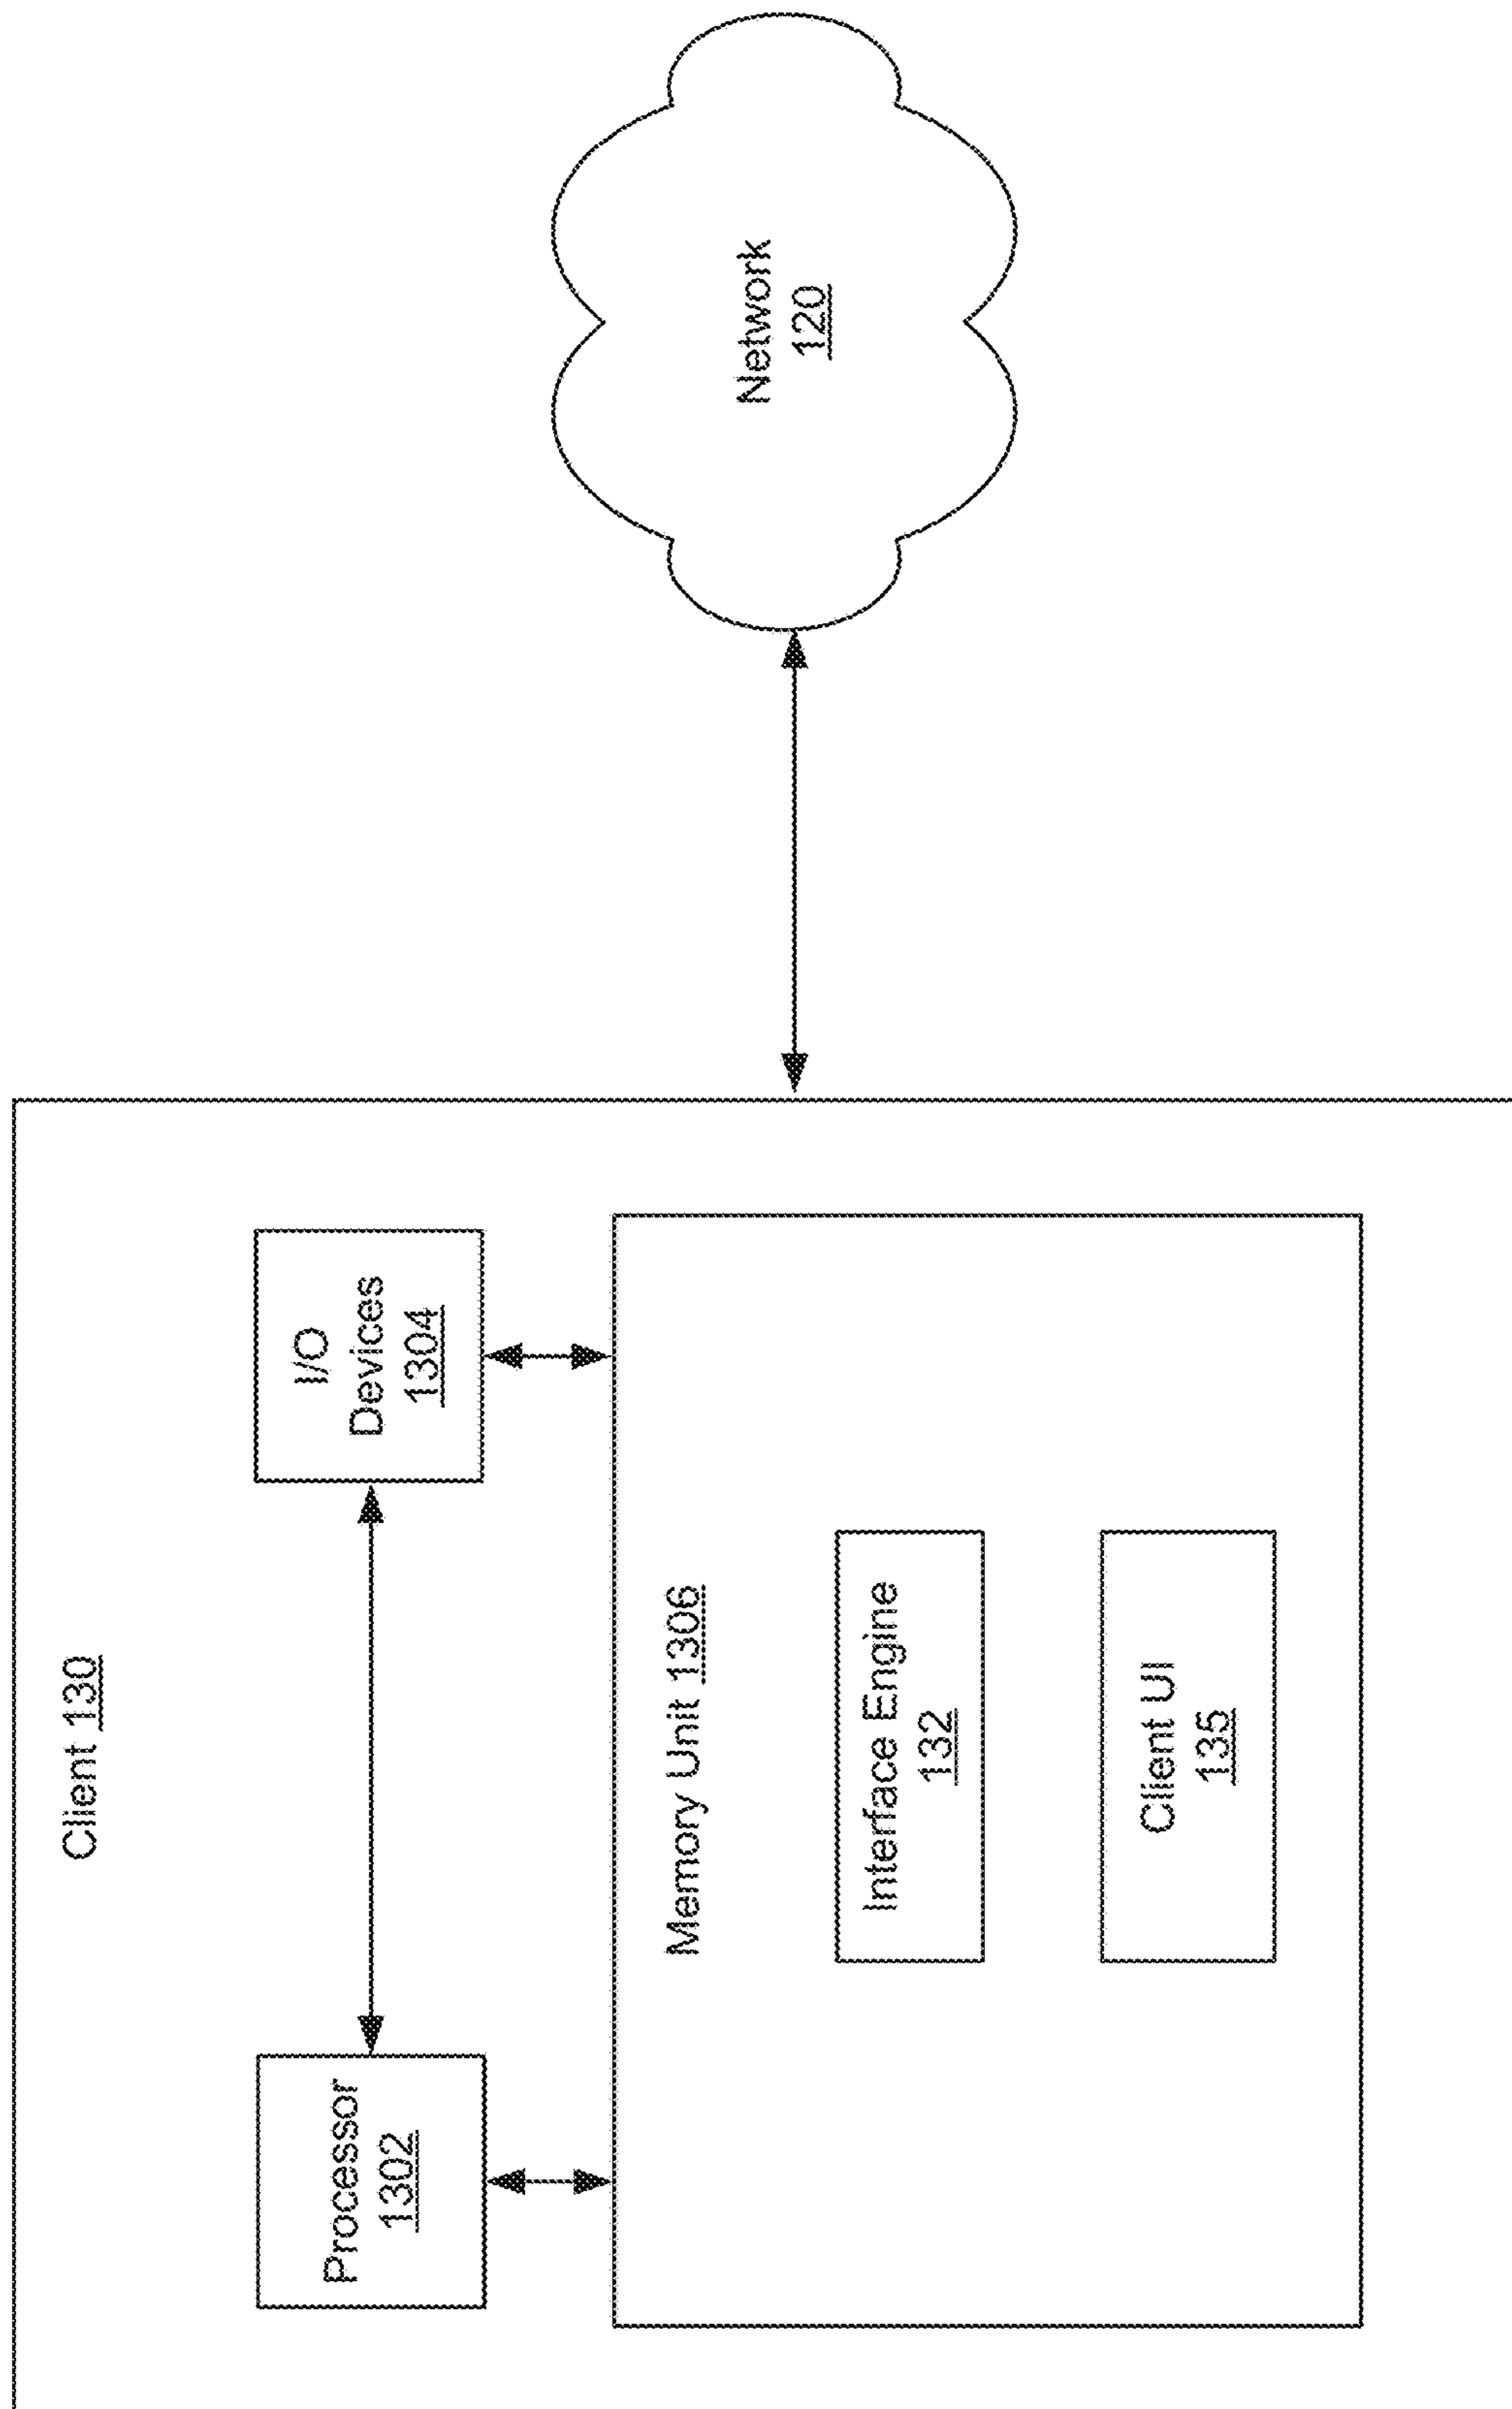 Client 130
Processor
1302
I/O
Devices
1304
Memory Unit 1306
Interface Engine
132
Client UI
135
Network
120